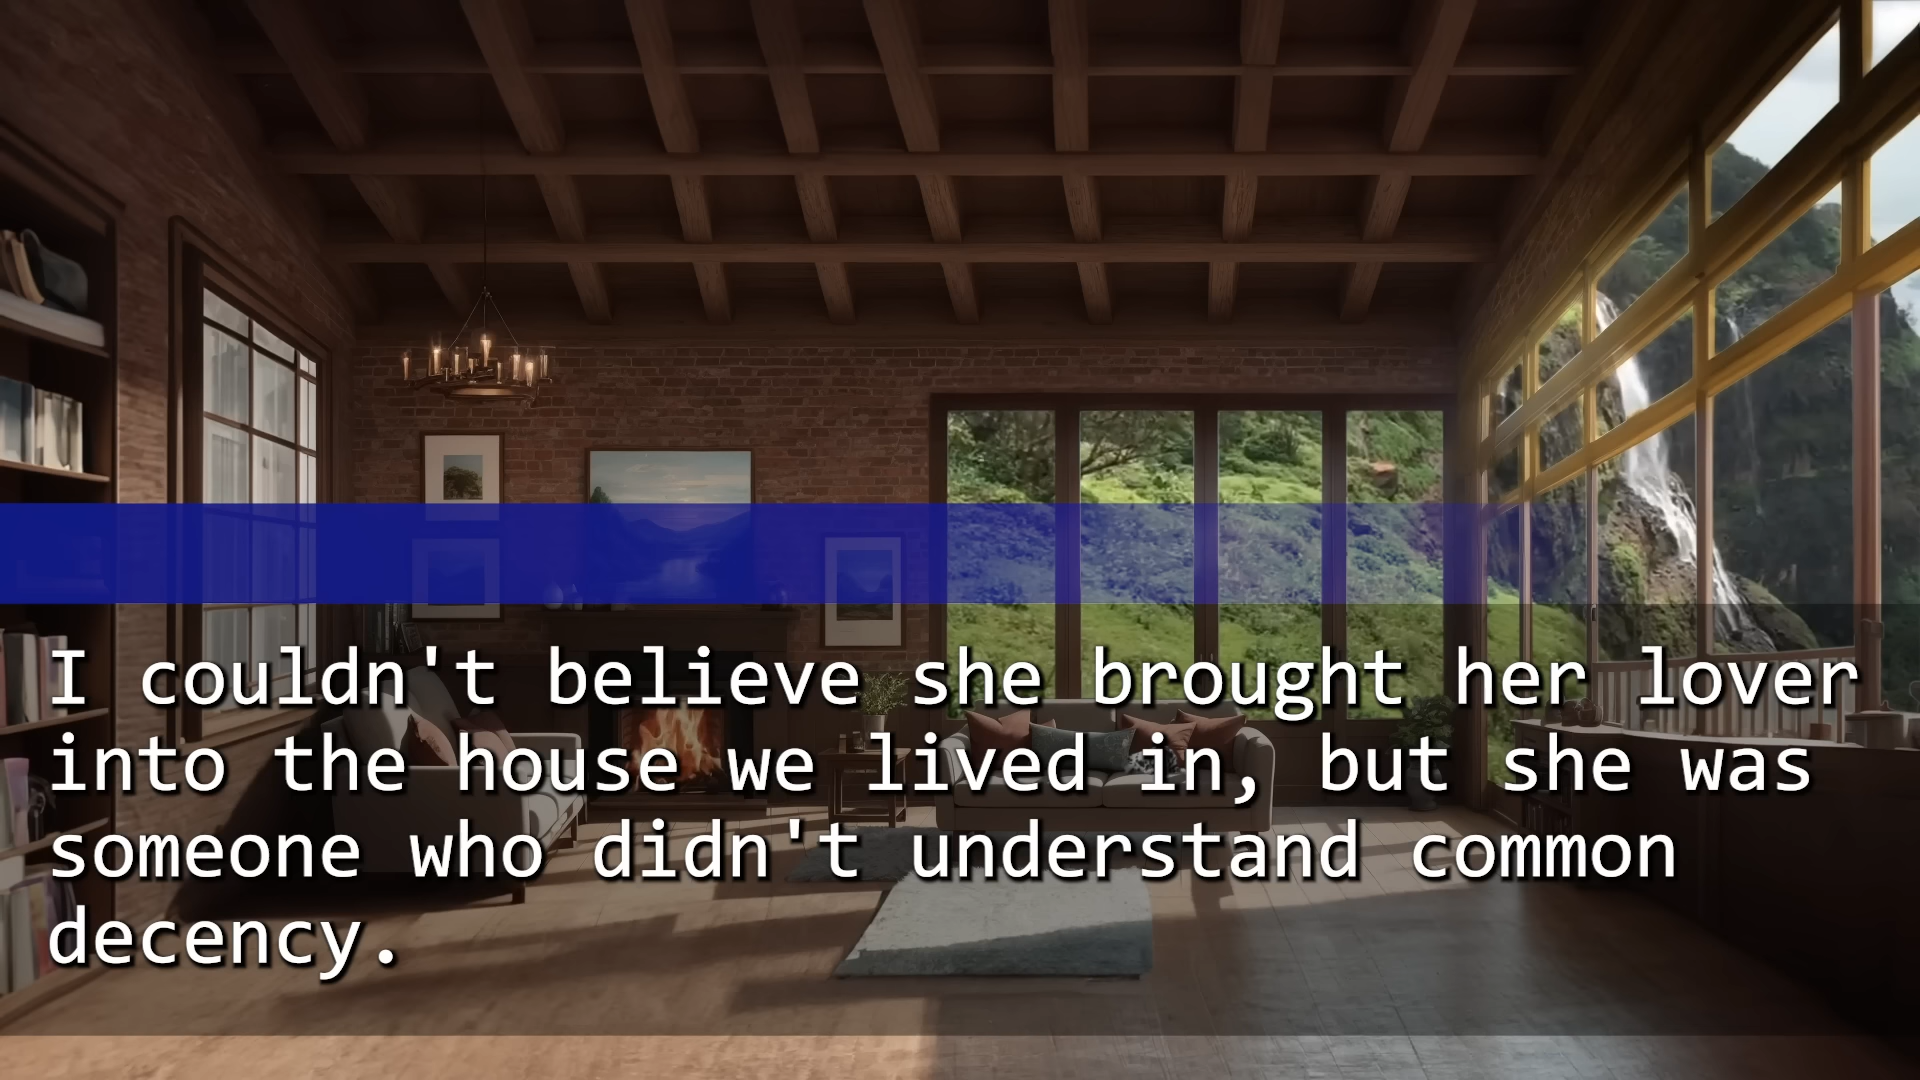 I couldn't believe she brought her lover
into the house we lived in, but she was
someone who didn't understand common
decency.